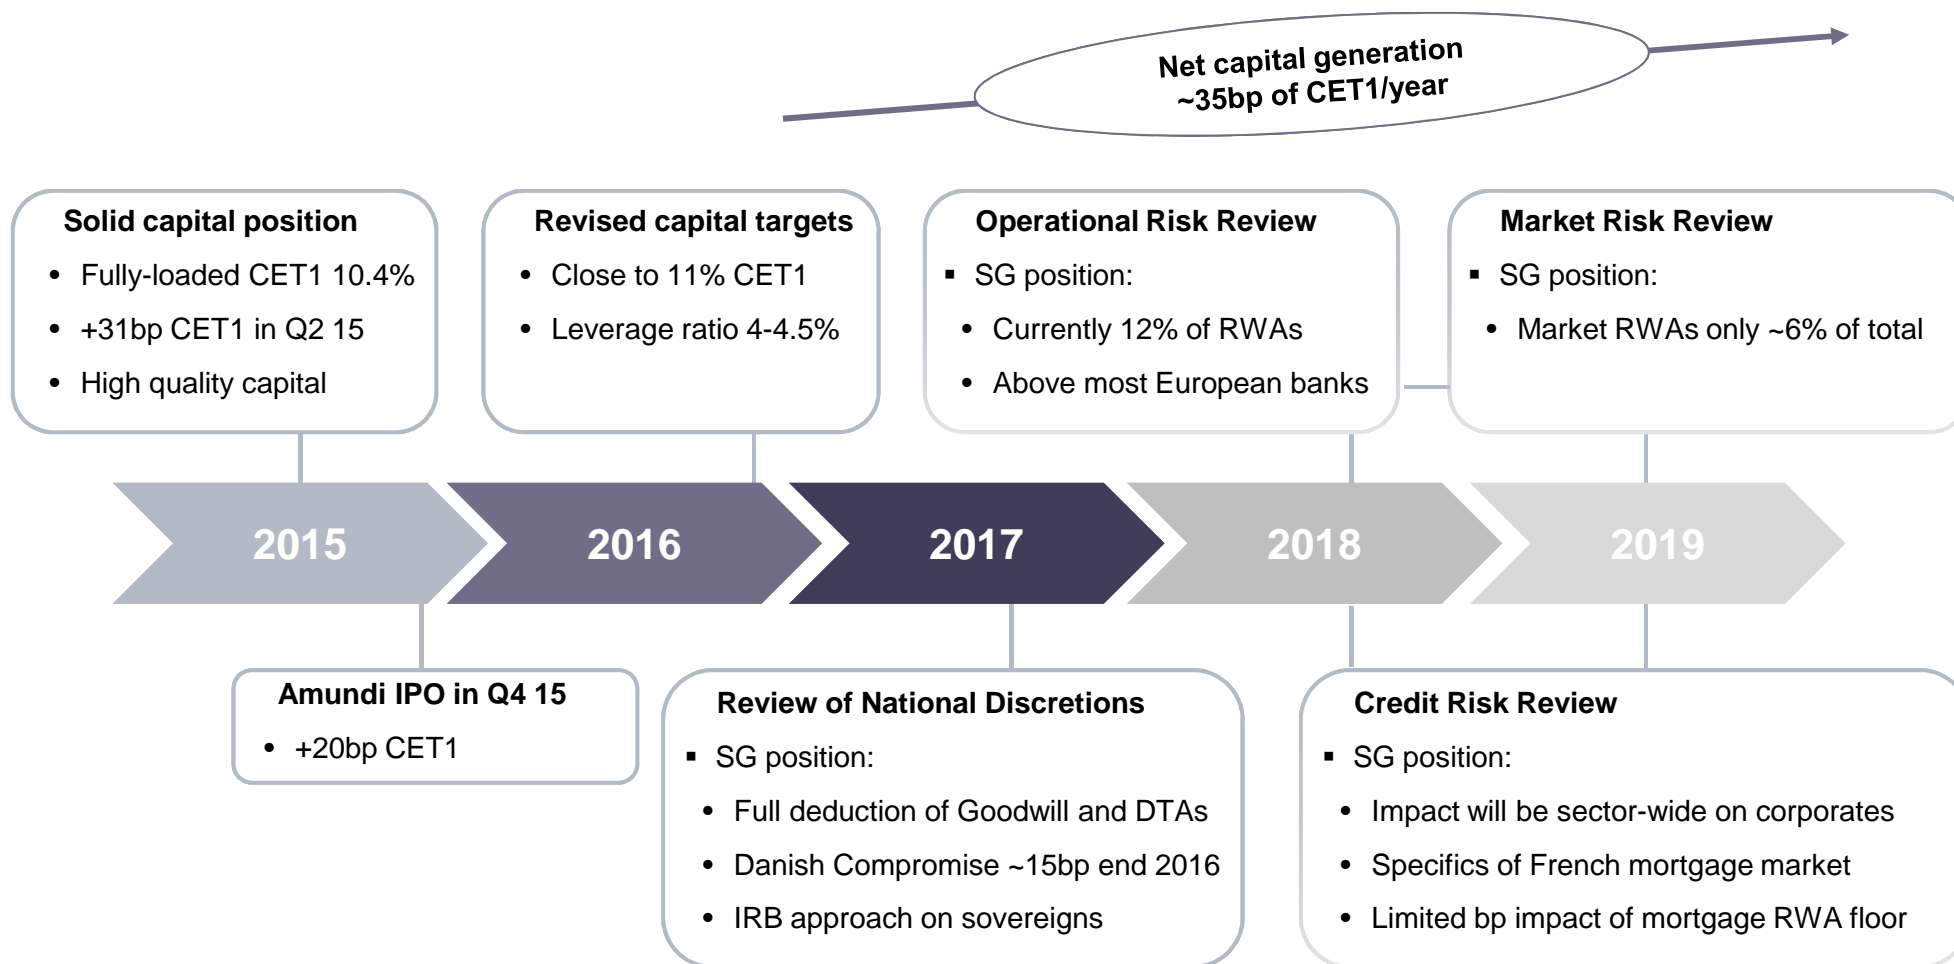 Net capital generation
~35bp of CET1/year
Solid capital position
• Fully-loaded CET1 10.4%
• +31bp CET1 in Q2 15
• High quality capital
Revised capital targets
• Close to 11% CET1
• Leverage ratio 4-4.5%
Operational Risk Review
▪ SG position:
• Currently 12% of RWAs
• Above most European banks
Market Risk Review
▪ SG position:
• Market RWAs only ~6% of total
2015
2016
2017
2018
2019
Amundi IPO in Q4 15
• +20bp CET1
Review of National Discretions
▪ SG position:
• Full deduction of Goodwill and DTAs
• Danish Compromise ~15bp end 2016
• IRB approach on sovereigns
Credit Risk Review
▪ SG position:
• Impact will be sector-wide on corporates
• Specifics of French mortgage market
• Limited bp impact of mortgage RWA floor